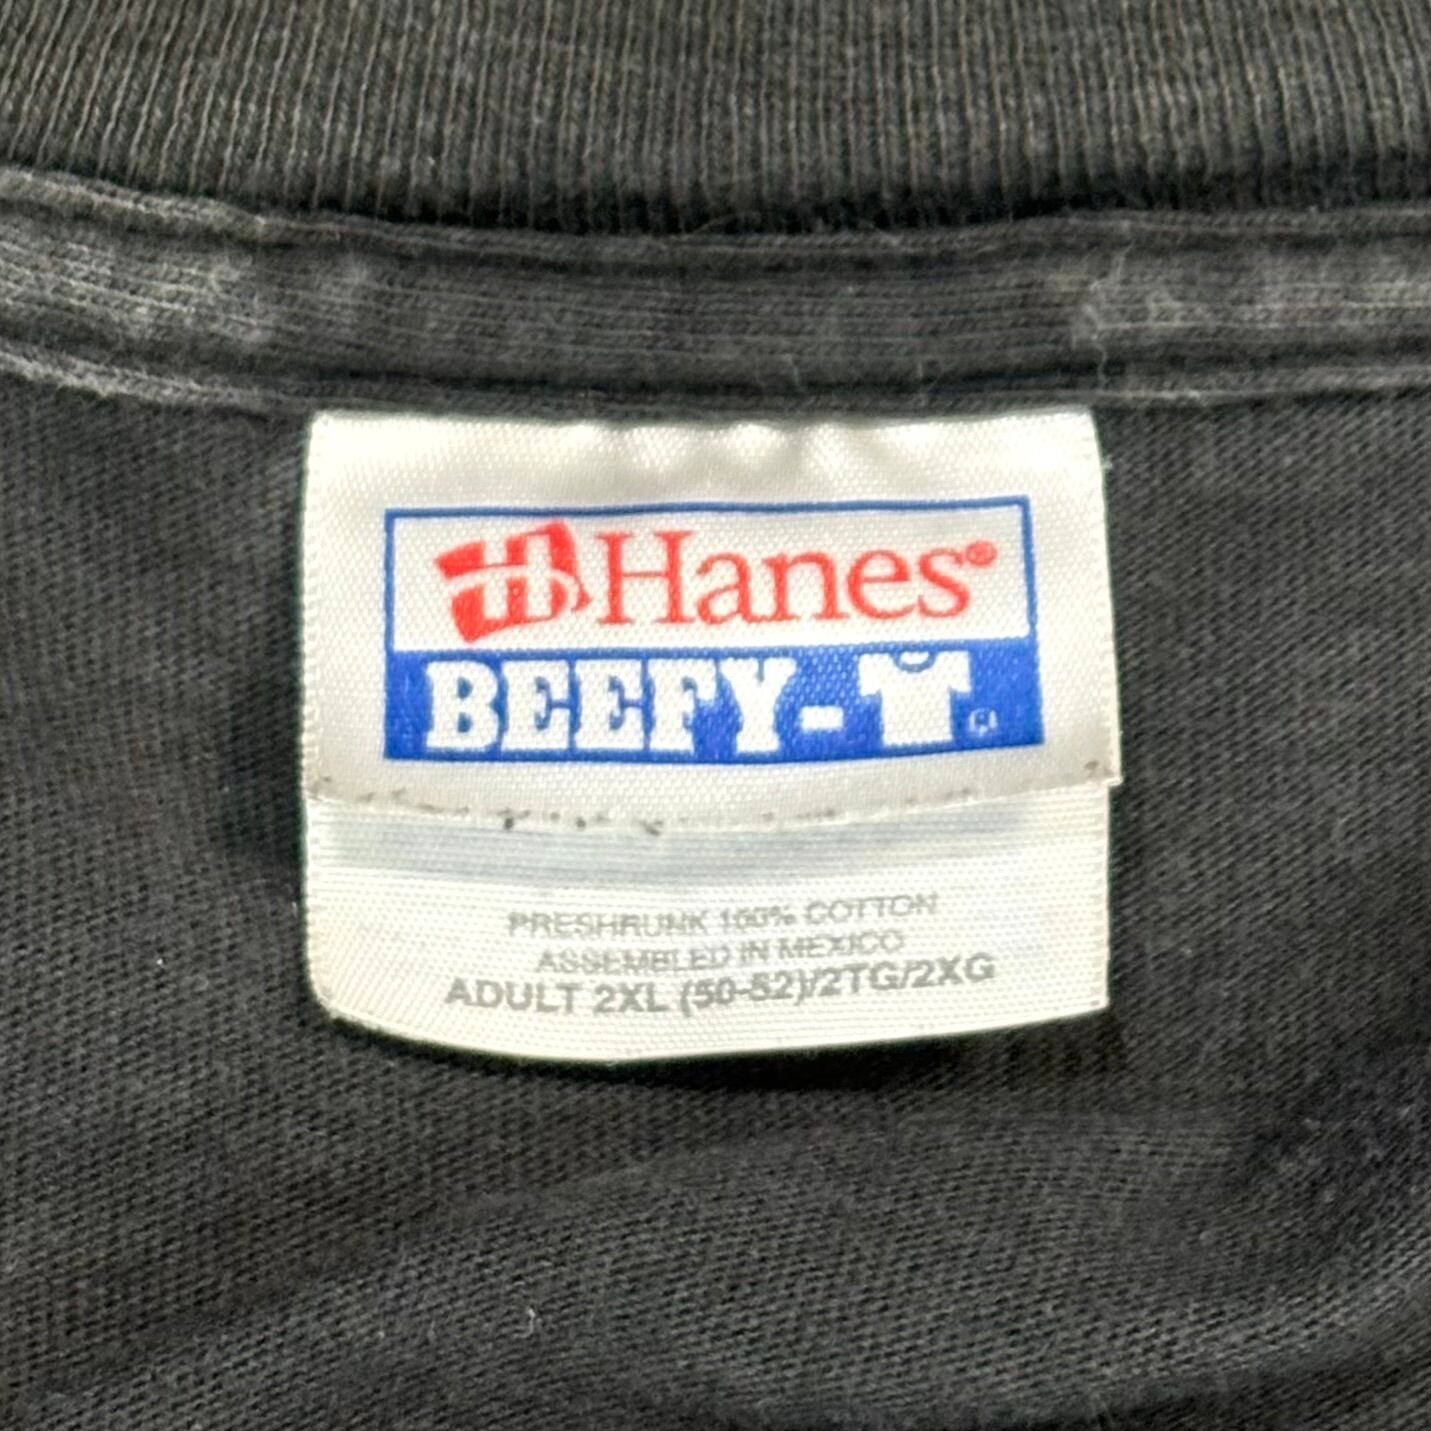 Hanes®
BEEFY-T®
PRESHRUNK 100% COTTON
ASSEMBLED IN MEXICO
ADULT 2XL (50-52)/2TG/2XG